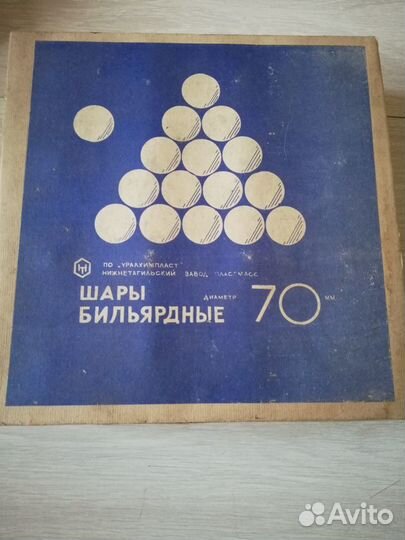 ПО „УРАЛХИМПЛАСТ"
НИЖНЕТАГИЛЬСКИЙ ЗАВОД ПЛАСТМАСС
ШАРЫ
БИЛЬЯРДНЫЕ
ДИАМЕТР 70 ММ
Avito